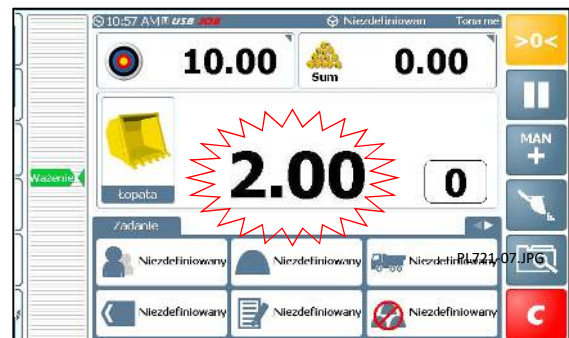 10:57 AM USB JOB Niezdefiniowan Tona me
>0<
10.00
Sum
0.00
MAN
+
Ważenie
Łopata
2.00
0
Zadanie
Niezdefiniowany Niezdefiniowany Niezdefiniowany
PL721-07.JPG
Niezdefiniowany Niezdefiniowany Niezdefiniowany
C